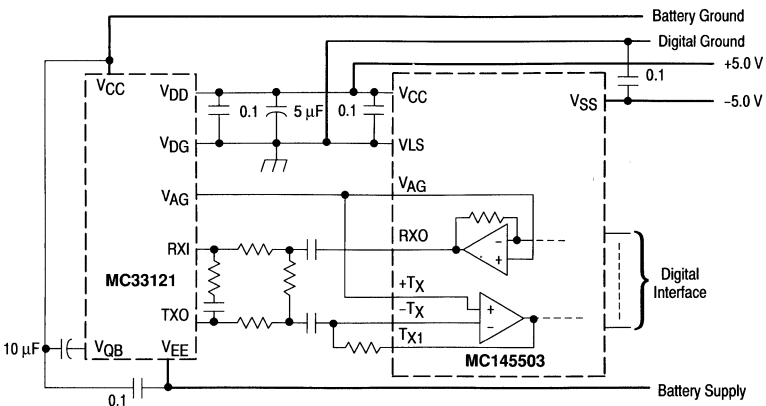 Battery Ground
Digital Ground
+5.0 V
0.1
VCC
VDD
0.1
5 μF
0.1
VCC
VSS
−5.0 V
VDG
VLS
VAG
VAG
RXI
RXO
−
+
MC33121
Digital
Interface
+TX
TXO
−TX
+
−
TX1
10 μF
VQB
VEE
MC145503
0.1
Battery Supply